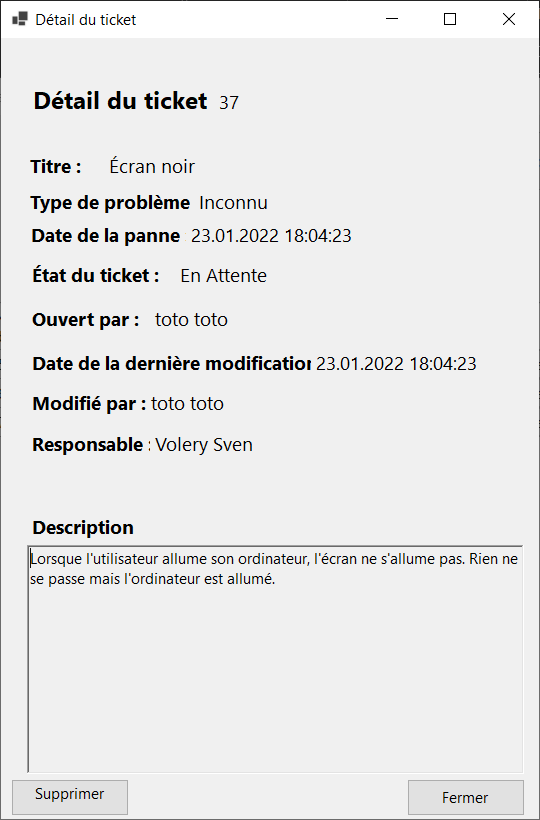 Détail du ticket
Détail du ticket 37
Titre : Écran noir
Type de problème Inconnu
Date de la panne 23.01.2022 18:04:23
État du ticket : En Attente
Ouvert par : toto toto
Date de la dernière modification 23.01.2022 18:04:23
Modifié par : toto toto
Responsable : Volery Sven
Description
Lorsque l'utilisateur allume son ordinateur, l'écran ne s'allume pas. Rien ne
se passe mais l'ordinateur est allumé.
Supprimer Fermer